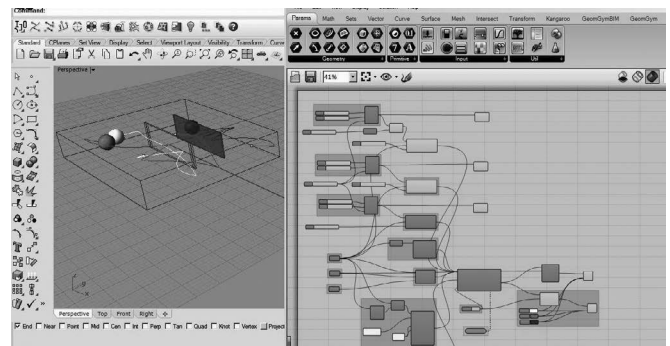 Command:
Standard CPlanes Set View Display Select Viewport Layout Visibility Transform Curve
Perspective
Perspective Top Front Right
End Near Point Mid Cen Int Perp Tan Quad Knot Vertex Project
Params Math Sets Vector Curve Surface Mesh Intersect Transform Kangaroo GeomGymBIM GeomGym
Geometry Primitive Input Util
41%